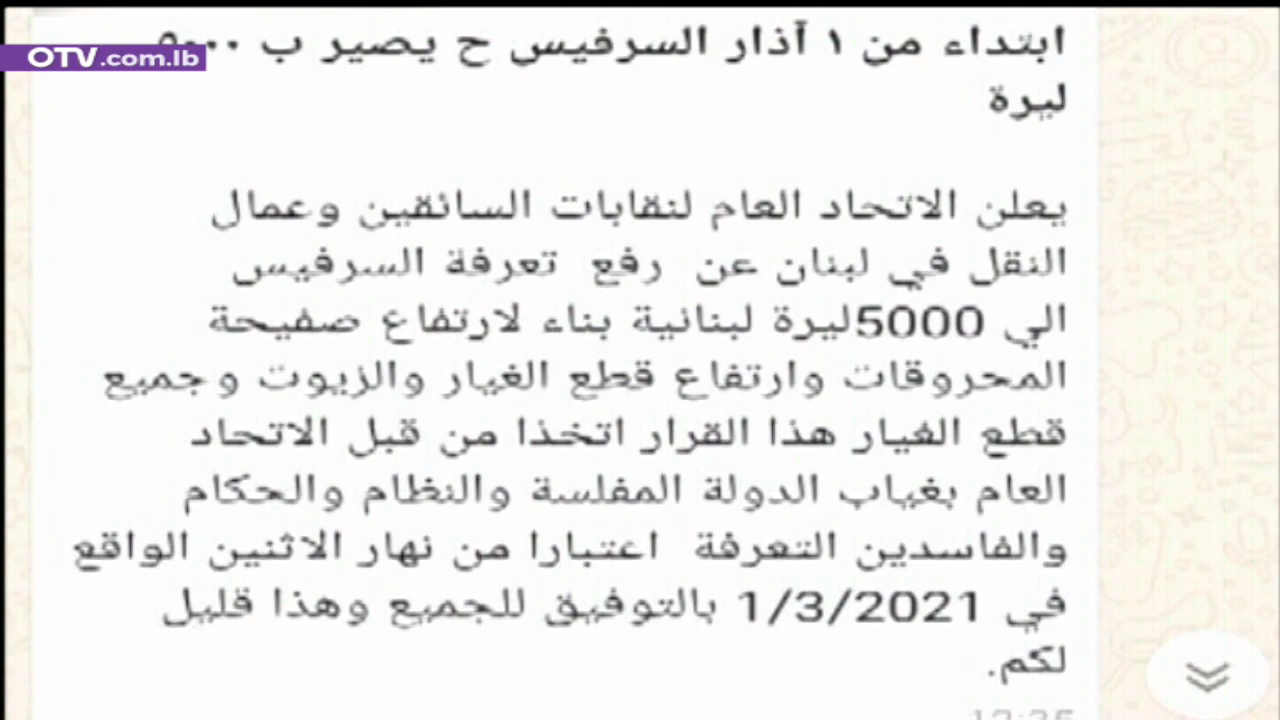 OTV.com.lb
ابتداء من ١ آذار السرفيس ح يصير ب ٥٠٠٠
ليرة
يعلن الاتحاد العام لنقابات السائقين وعمال
النقل في لبنان عن رفع تعرفة السرفيس
الي 5000ليرة لبنانية بناء لارتفاع صفيحة
المحروقات وارتفاع قطع الغيار والزيوت وجميع
قطع الغيار هذا القرار اتخذا من قبل الاتحاد
العام بغياب الدولة المفلسة والنظام والحكام
والفاسدين التعرفة اعتبارا من نهار الاثنين الواقع
في 1/3/2021 بالتوفيق للجميع وهذا قليل
لكم.